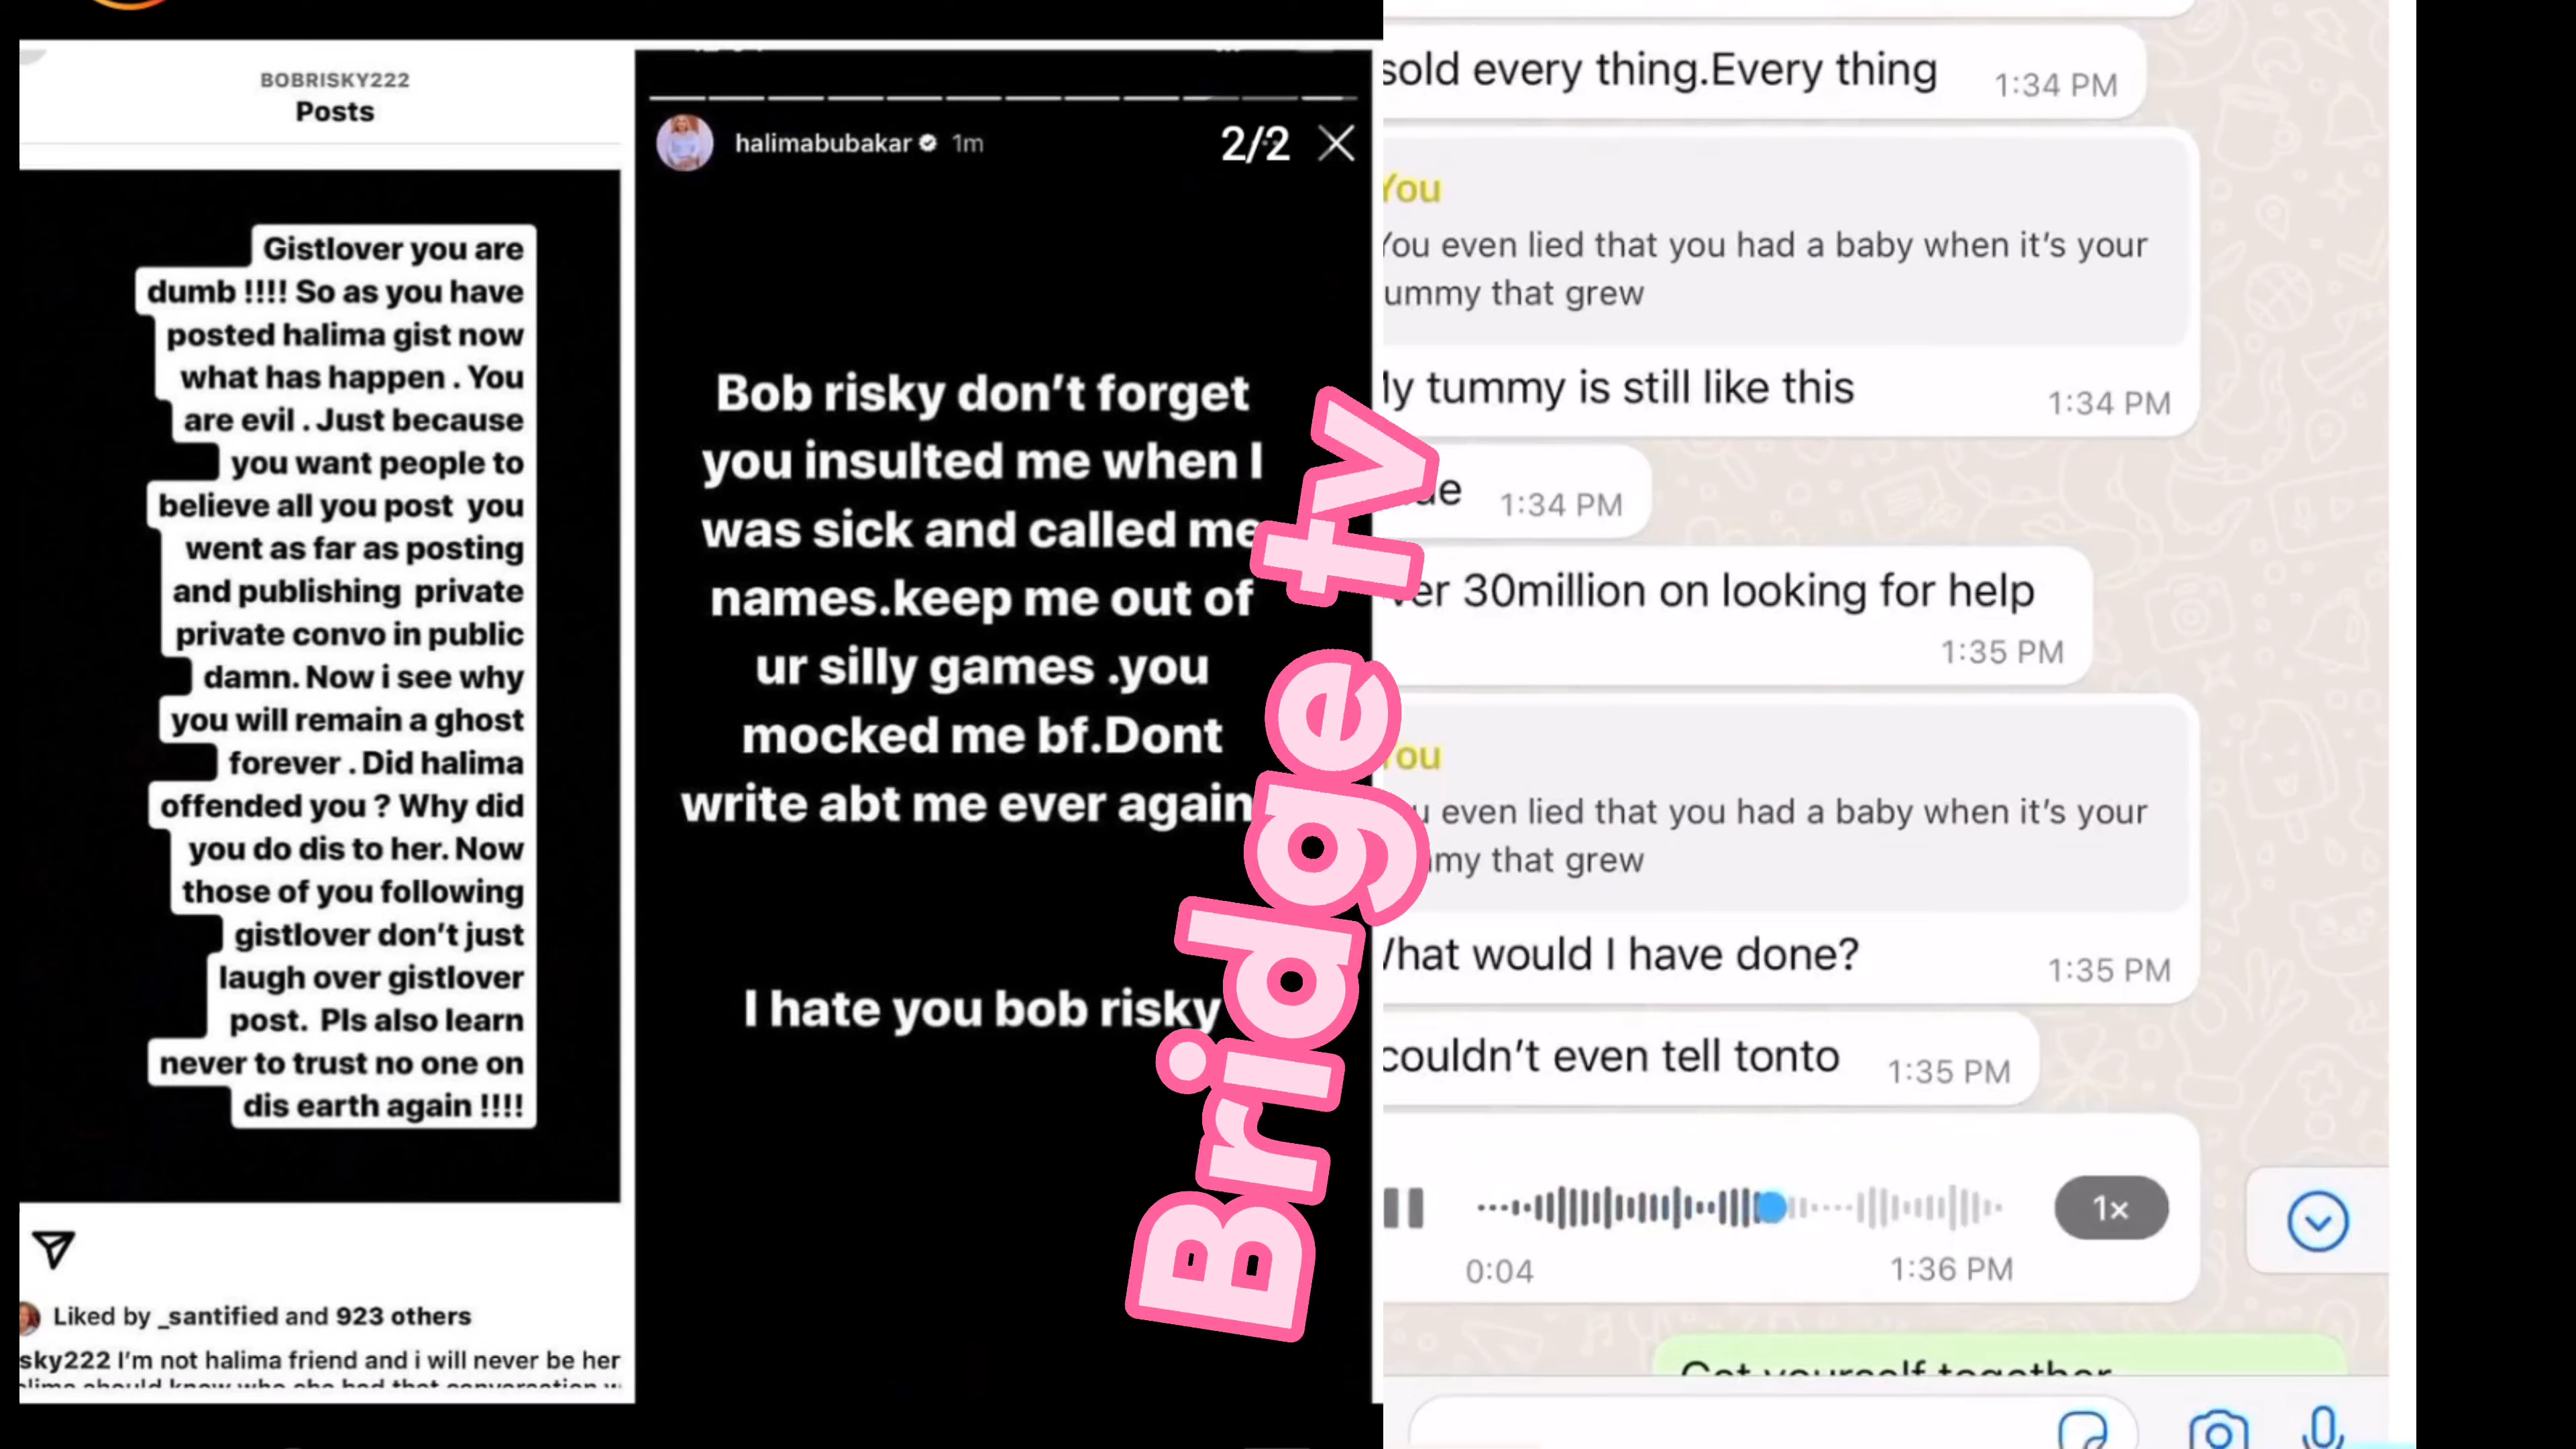 BOBRISKY222
Posts
Gistlover you are
dumb !!!! So as you have
posted halima gist now
what has happen . You
are evil . Just because
you want people to
believe all you post you
went as far as posting
and publishing private
private convo in public
damn. Now i see why
you will remain a ghost
forever . Did halima
offended you ? Why did
you do dis to her. Now
those of you following
gistlover don't just
laugh over gistlover
post. Pls also learn
never to trust no one on
dis earth again !!!!
Liked by _santified and 923 others
sky222 I'm not halima friend and i will never be her
halimabubakar 1m
2/2
Bob risky don't forget
you insulted me when I
was sick and called me
names.keep me out of
ur silly games .you
mocked me bf.Dont
write abt me ever again
I hate you bob risky
Bridge tv
sold every thing.Every thing 1:34 PM
You
You even lied that you had a baby when it's your
ummy that grew
ly tummy is still like this 1:34 PM
1:34 PM
er 30million on looking for help
1:35 PM
ou
even lied that you had a baby when it's your
my that grew
hat would I have done? 1:35 PM
couldn't even tell tonto 1:35 PM
1×
0:04 1:36 PM
Get yourself together